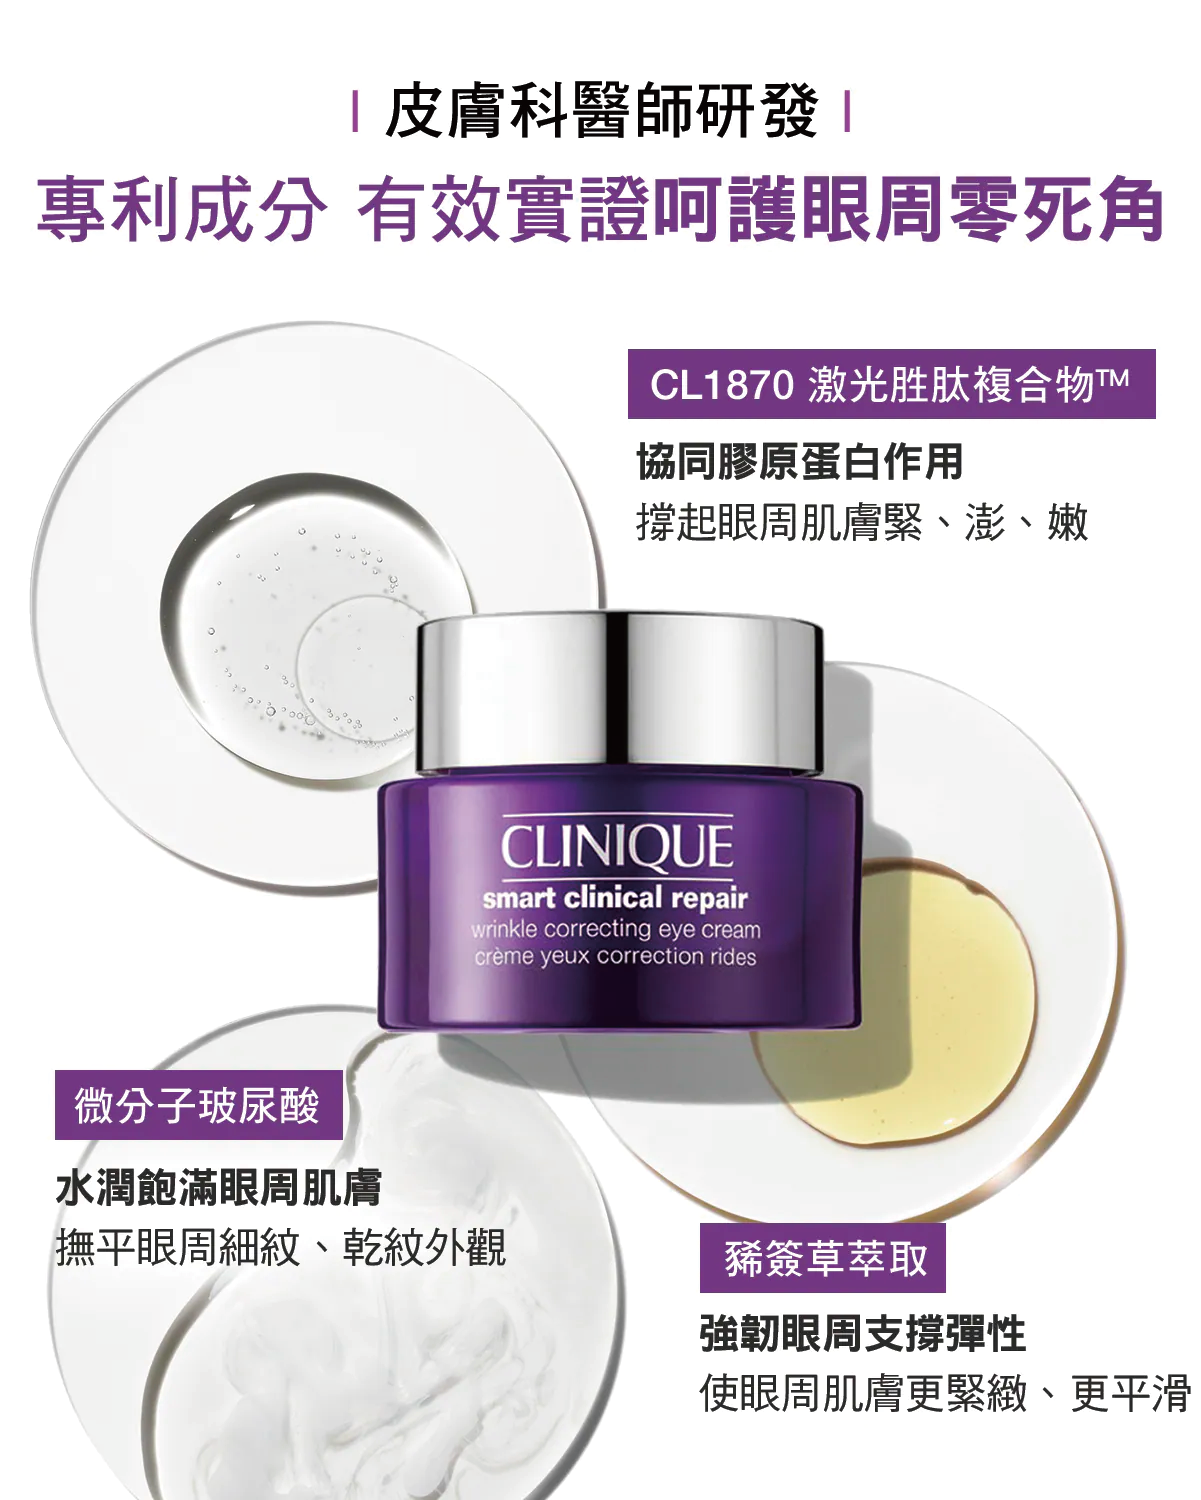 皮膚科醫師研發
專利成分 有效實證呵護眼周零死角
CL1870 激光胜肽複合物™
協同膠原蛋白作用
撐起眼周肌膚緊、澎、嫩
CLINIQUE
smart clinical repair
wrinkle correcting eye cream
crème yeux correction rides
微分子玻尿酸
水潤飽滿眼周肌膚
撫平眼周細紋、乾紋外觀
豨簽草萃取
強韌眼周支撐彈性
使眼周肌膚更緊緻、更平滑